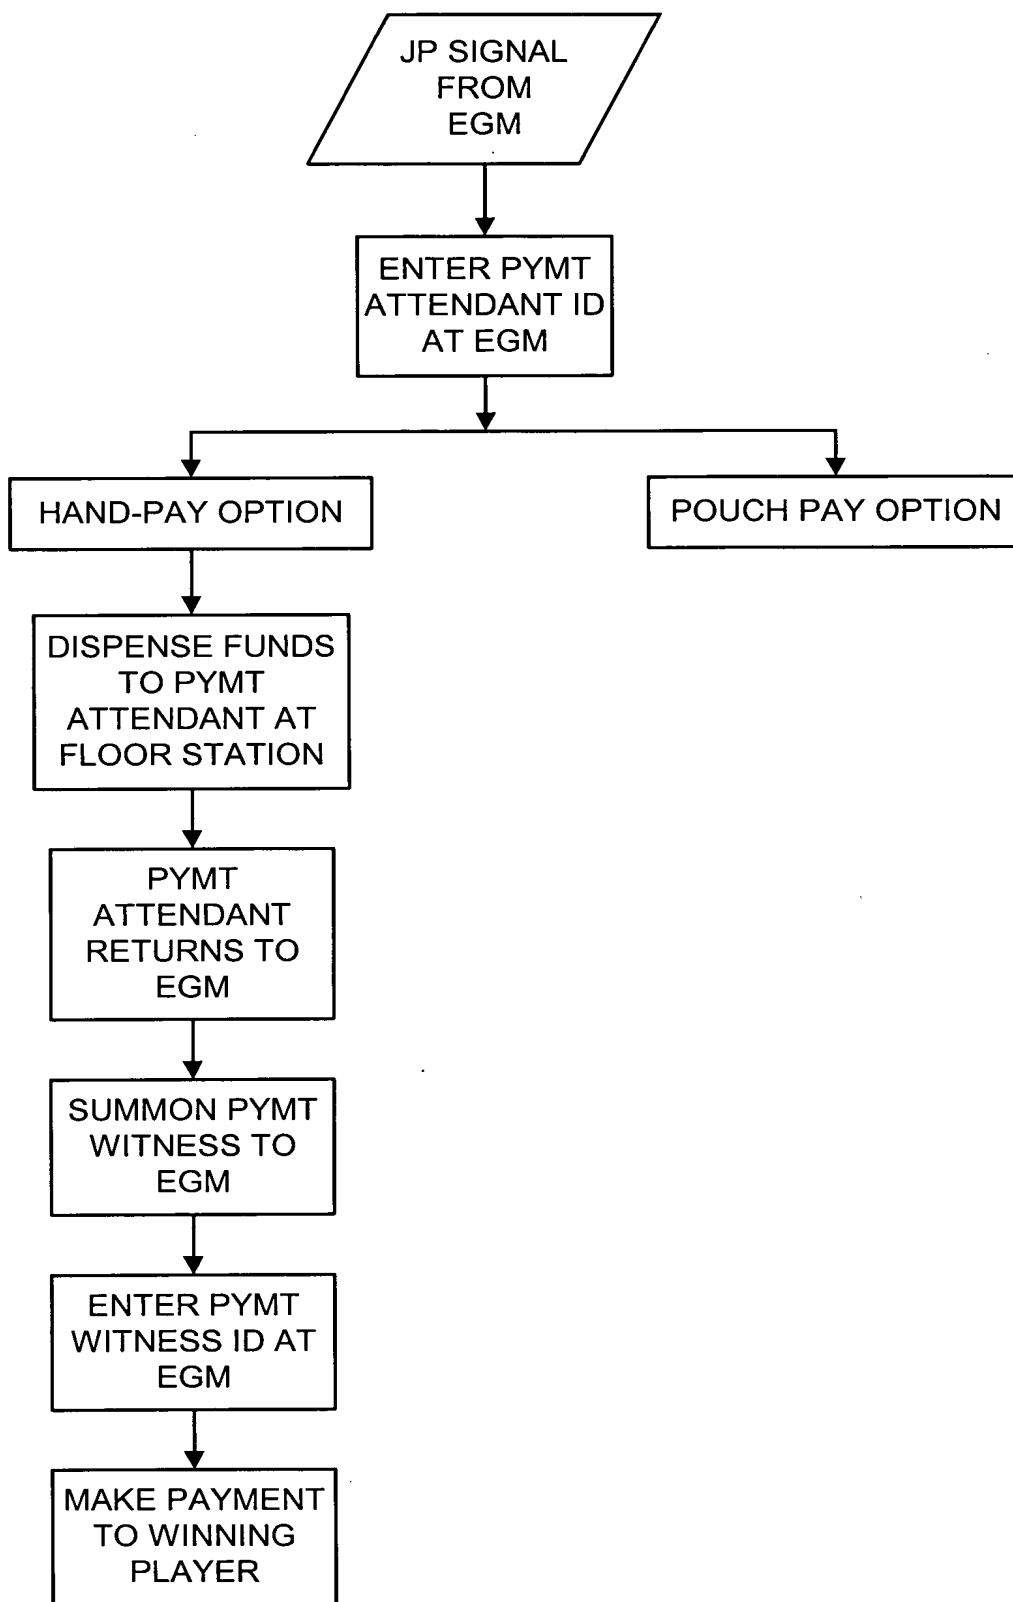 JP SIGNAL
FROM
EGM
ENTER PYMT
ATTENDANT ID
AT EGM
HAND-PAY OPTION
POUCH PAY OPTION
DISPENSE FUNDS
TO PYMT
ATTENDANT AT
FLOOR STATION
PYMT
ATTENDANT
RETURNS TO
EGM
SUMMON PYMT
WITNESS TO
EGM
ENTER PYMT
WITNESS ID AT
EGM
MAKE PAYMENT
TO WINNING
PLAYER